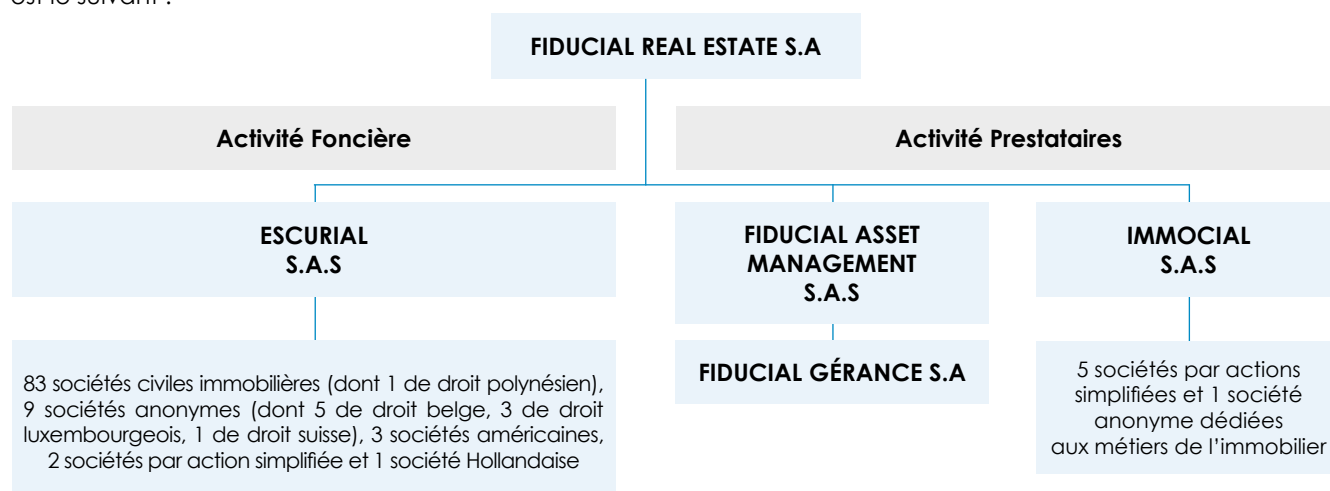 FIDUCIAL REAL ESTATE S.A
Activité Foncière
Activité Prestataires
ESCURIAL
S.A.S
FIDUCIAL ASSET
MANAGEMENT
S.A.S
IMMOCIAL
S.A.S
83 sociétés civiles immobilières (dont 1 de droit polynésien),
9 sociétés anonymes (dont 5 de droit belge, 3 de droit
luxembourgeois, 1 de droit suisse), 3 sociétés américaines,
2 sociétés par action simplifiée et 1 société Hollandaise
FIDUCIAL GÉRANCE S.A
5 sociétés par actions
simplifiées et 1 société
anonyme dédiées
aux métiers de l’immobilier